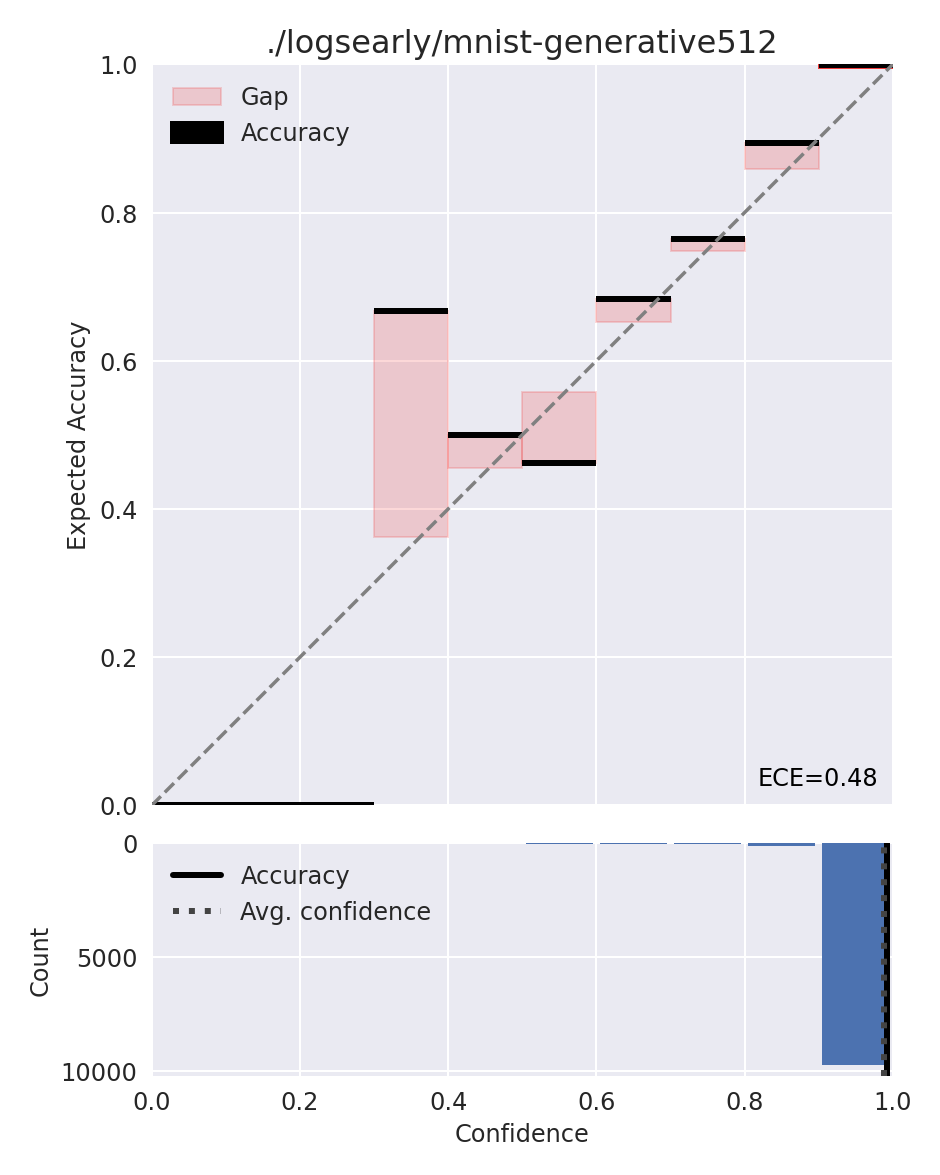 ./logsearly/mnist-generative512
1.0
Gap
Accuracy
0.8
0.6
Expected Accuracy
0.4
0.2
ECE=0.48
0.0
0
Accuracy
Avg. confidence
Count
5000
10000
0.0 0.2 0.4 0.6 0.8 1.0
Confidence